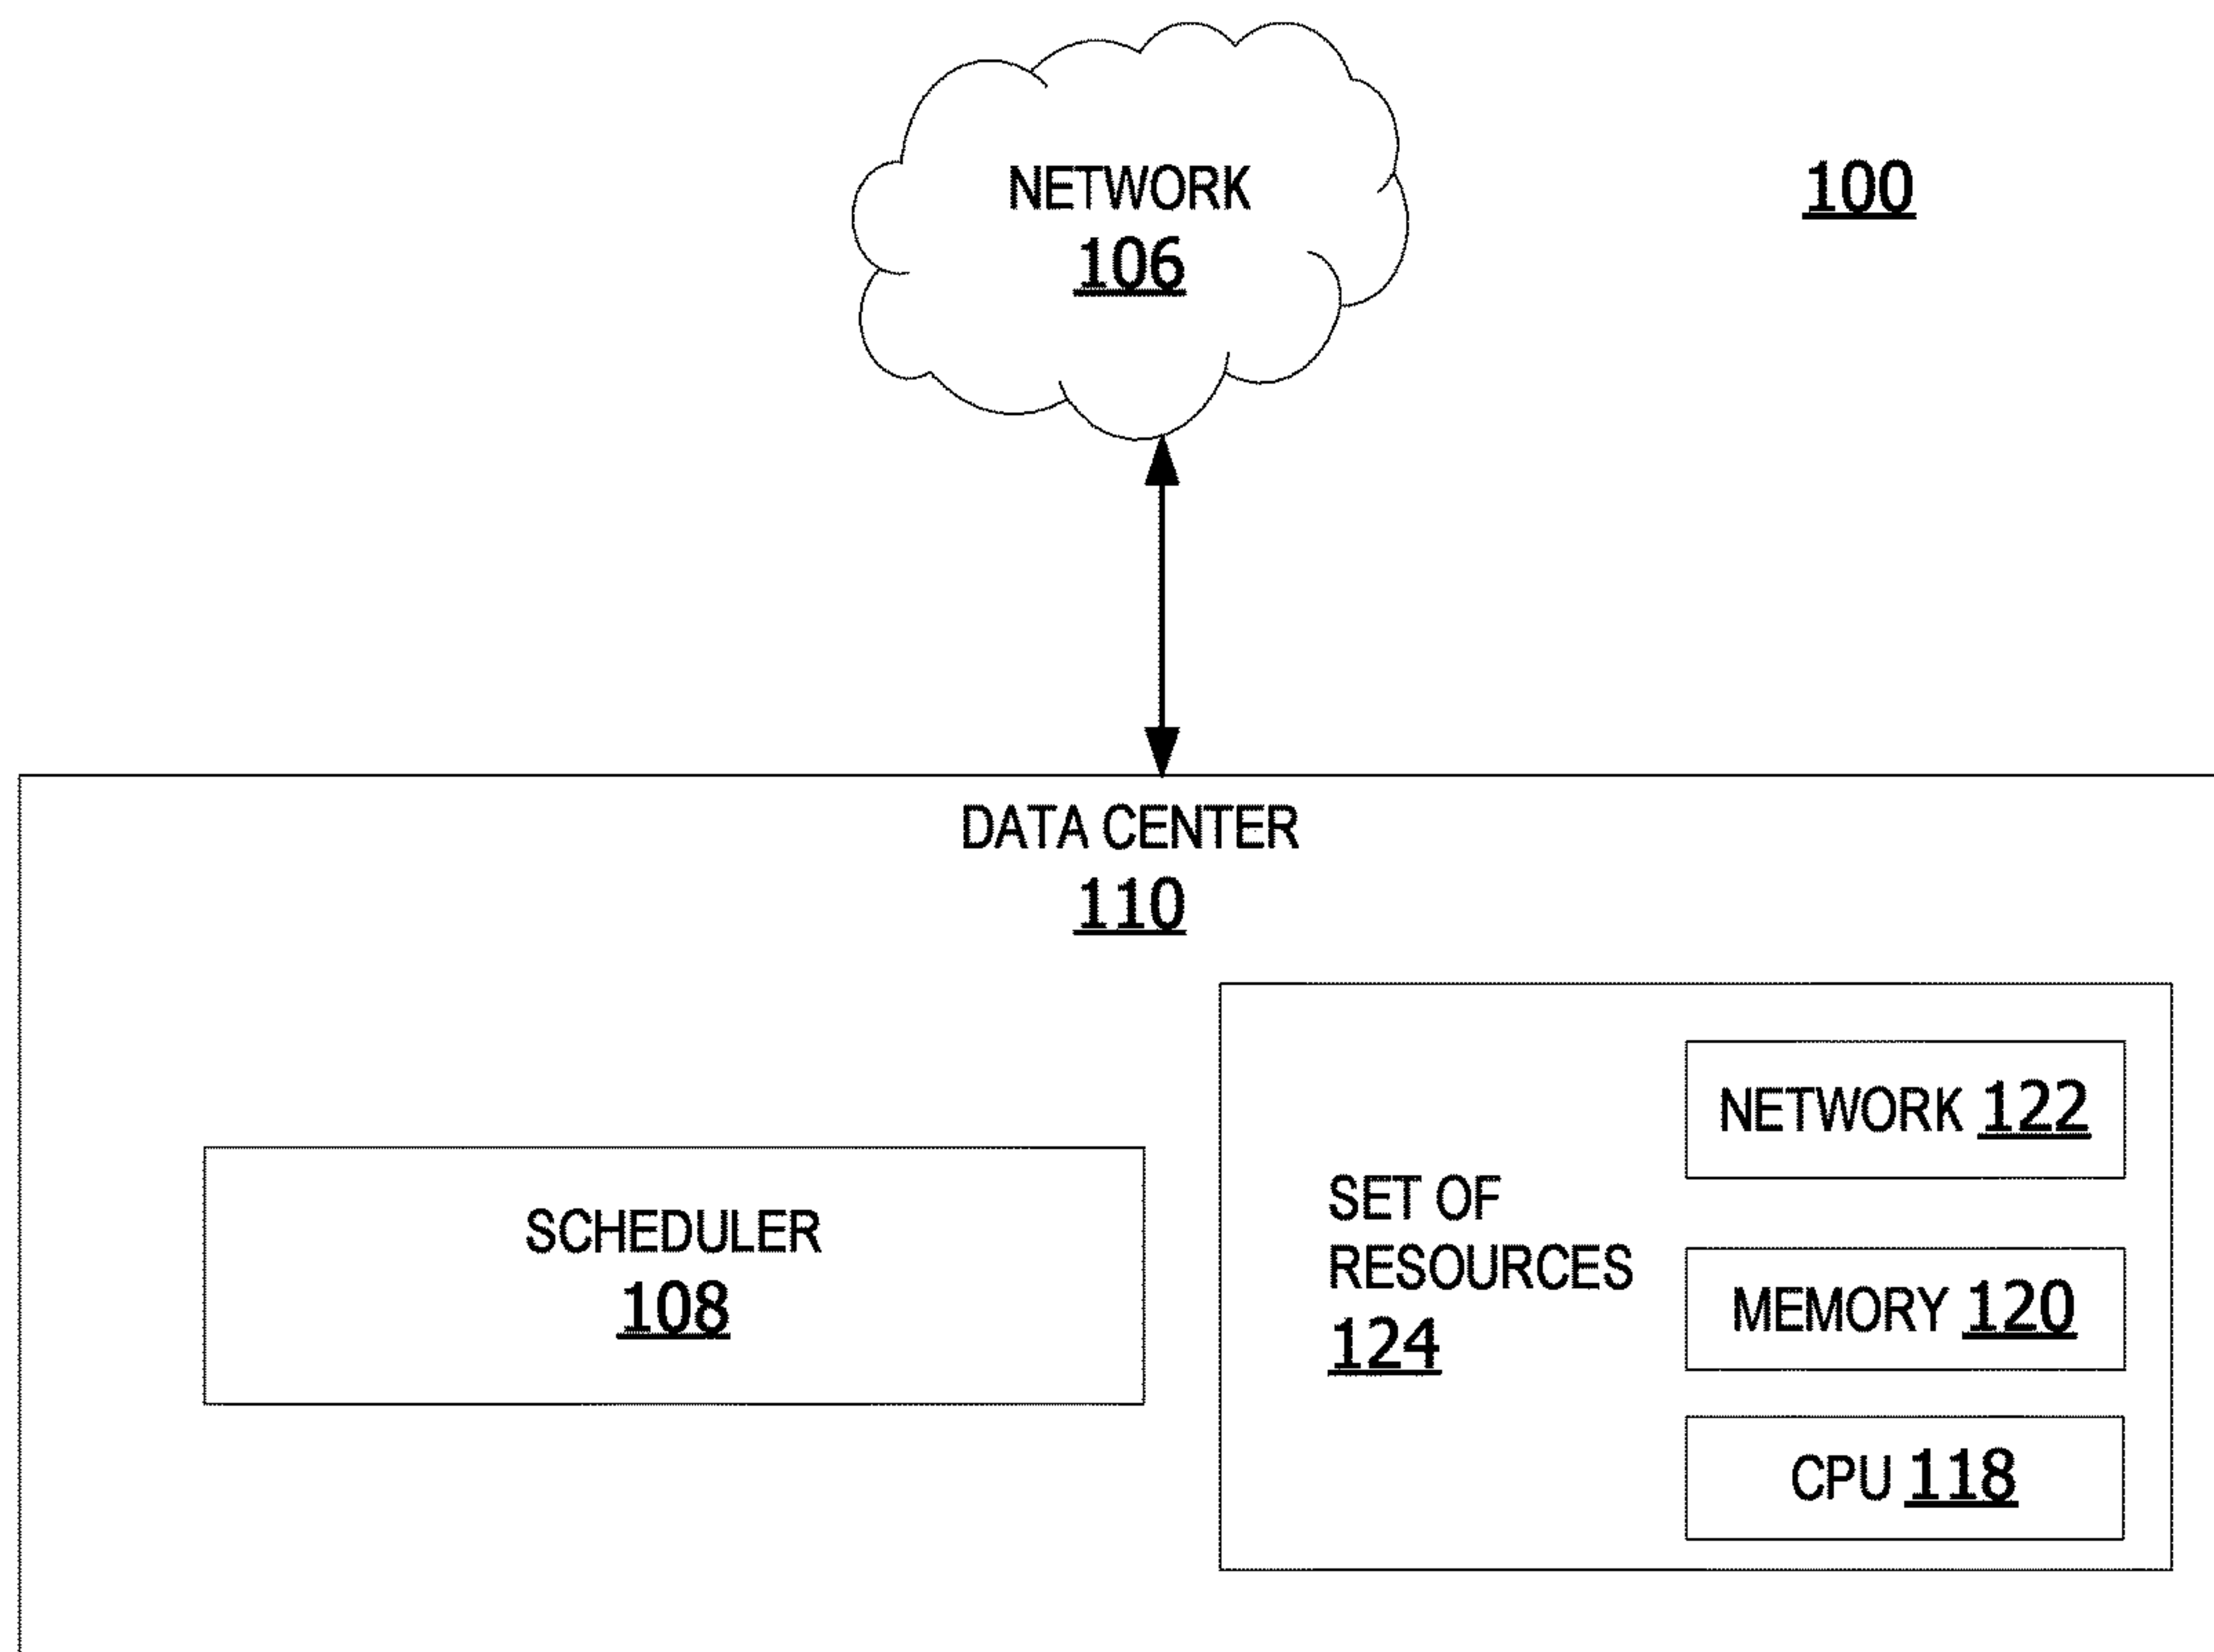 NETWORK
106
100
DATA CENTER
110
SCHEDULER
108
SET OF
RESOURCES
124
NETWORK 122
MEMORY 120
CPU 118